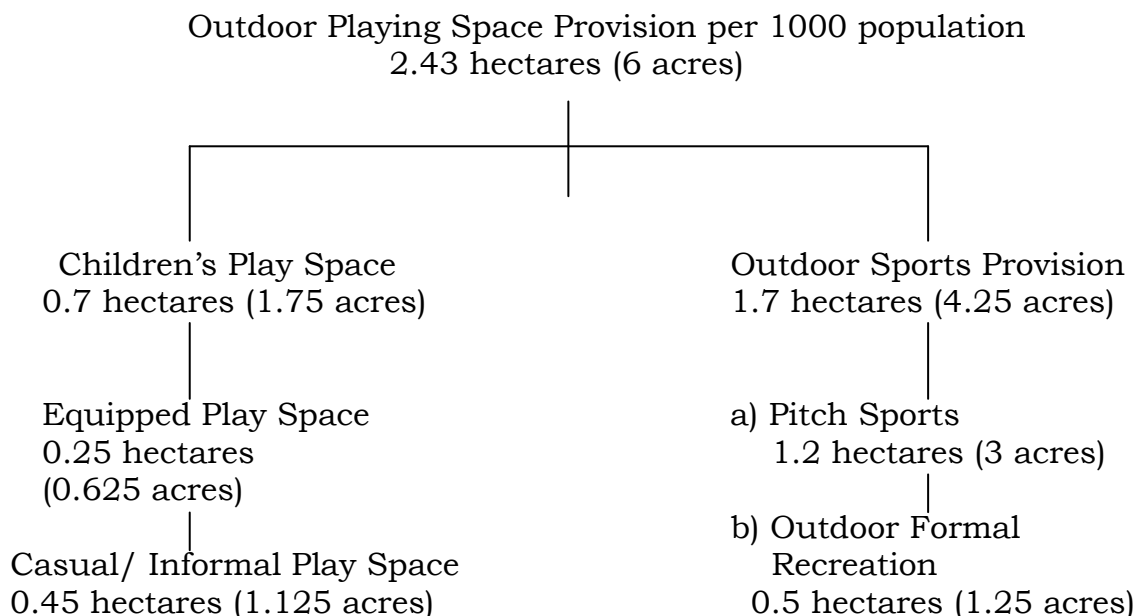 Outdoor Playing Space Provision per 1000 population
2.43 hectares (6 acres)
Children’s Play Space
0.7 hectares (1.75 acres)
Equipped Play Space
0.25 hectares
(0.625 acres)
Casual/ Informal Play Space
0.45 hectares (1.125 acres)
Outdoor Sports Provision
1.7 hectares (4.25 acres)
a) Pitch Sports
1.2 hectares (3 acres)
b) Outdoor Formal
Recreation
0.5 hectares (1.25 acres)